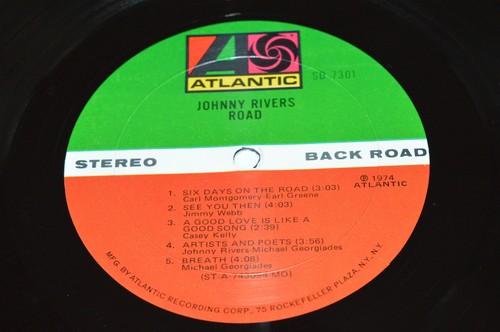 ATLANTIC
SD 7301
JOHNNY RIVERS
ROAD
STEREO
BACK ROAD
℗ 1974
ATLANTIC
1. SIX DAYS ON THE ROAD (3:03)
Carl Montgomery-Earl Greene
2. SEE YOU THEN (4:03)
Jimmy Webb
3. A GOOD LOVE IS LIKE A
GOOD SONG (2:39)
Casey Kelly
4. ARTISTS AND POETS (3:56)
Johnny Rivers-Michael Georgiades
5. BREATH (4:08)
Michael Georgiades
(ST-A-743094-MO)
MFG. BY ATLANTIC RECORDING CORP., 75 ROCKEFELLER PLAZA, N.Y., N.Y.